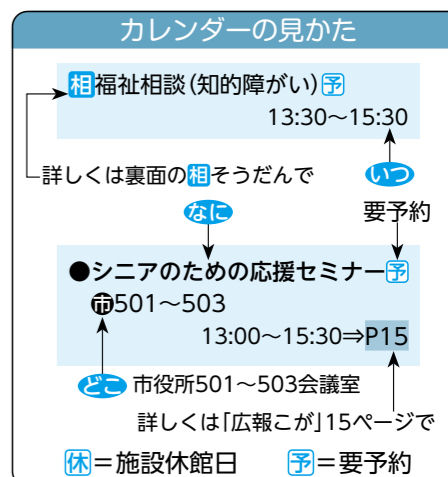 カレンダーの見かた
相福祉相談(知的障がい)予
13:30～15:30
詳しくは裏面の相そうだんで
いつ
なに
要予約
●シニアのための応援セミナー予
市501～503
13:00～15:30⇒P15
どこ 市役所501～503会議室
詳しくは「広報こが」15ページで
休=施設休館日 予=要予約